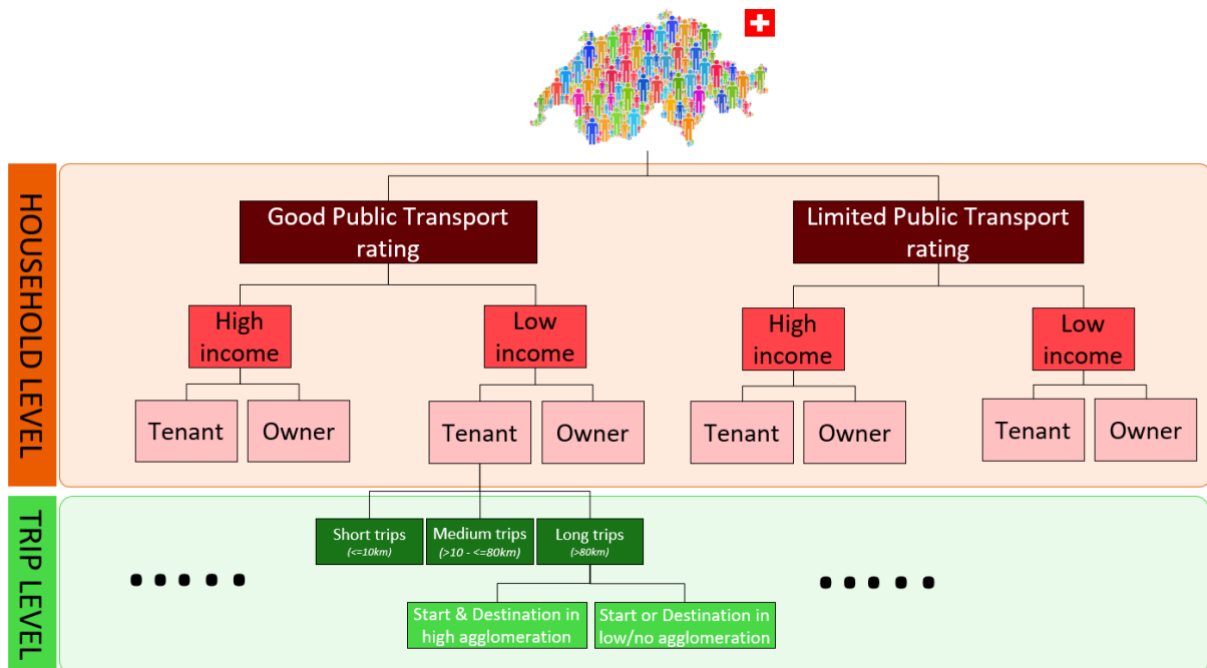 HOUSEHOLD LEVEL
Good Public Transport
rating
Limited Public Transport
rating
High
income
Low
income
High
income
Low
income
Tenant
Owner
Tenant
Owner
Tenant
Owner
Tenant
Owner
TRIP LEVEL
Short trips
(<=10km)
Medium trips
(>10 - <=80km)
Long trips
(>80km)
Start & Destination in
high agglomeration
Start or Destination in
low/no agglomeration